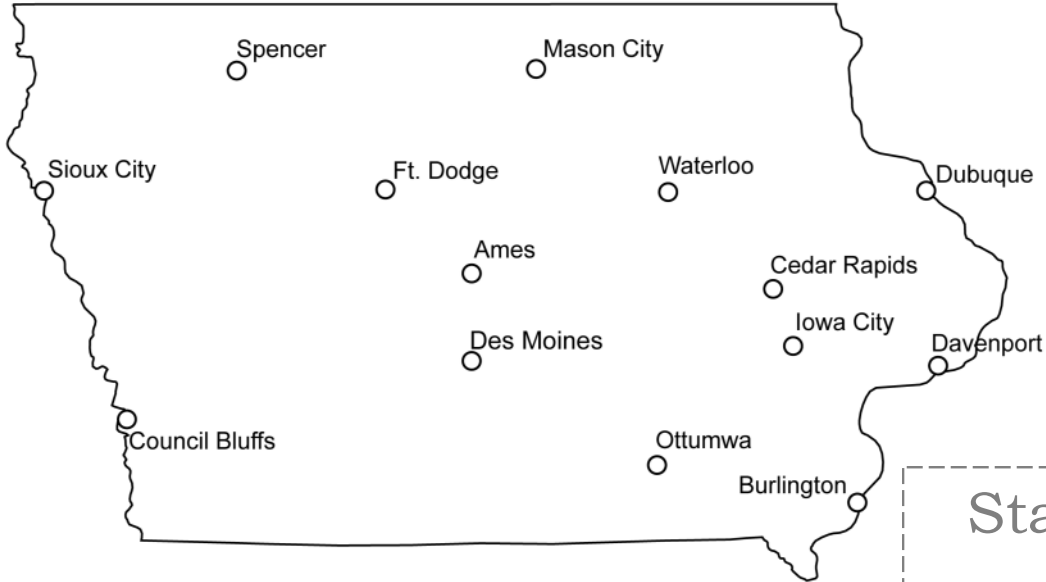 Spencer
Mason City
Sioux City
Ft. Dodge
Waterloo
Dubuque
Ames
Cedar Rapids
Iowa City
Des Moines
Davenport
Council Bluffs
Ottumwa
Burlington